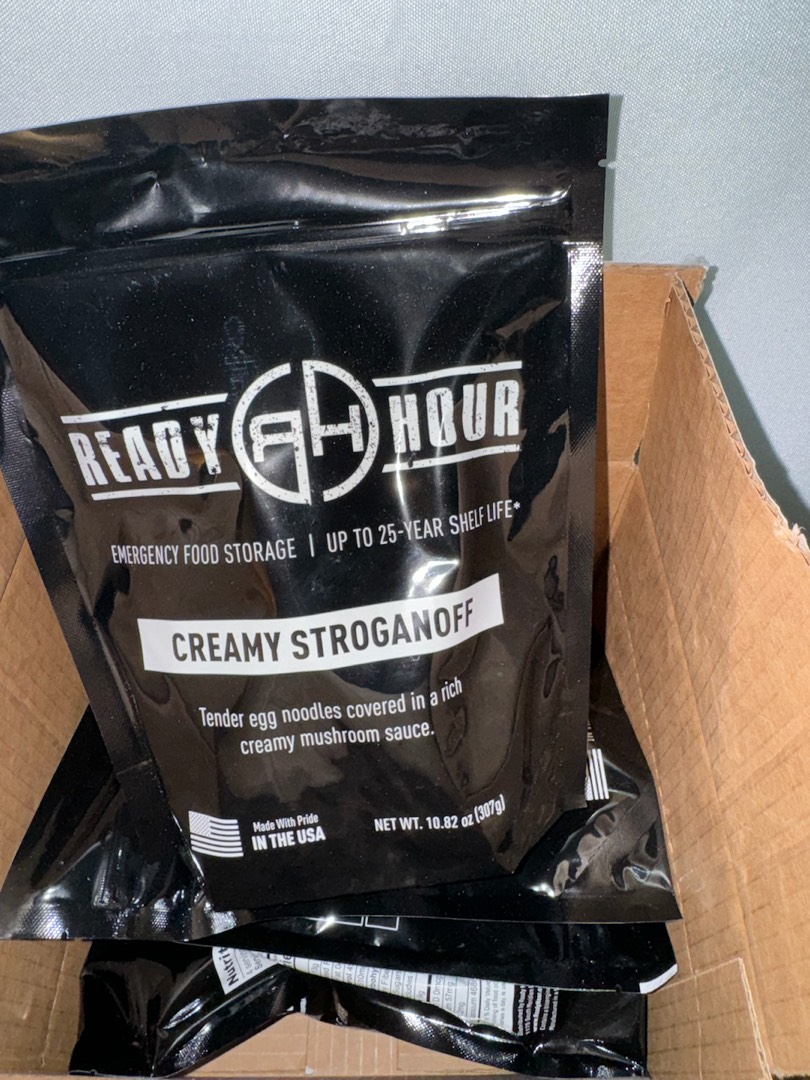 READY RH HOUR
EMERGENCY FOOD STORAGE | UP TO 25-YEAR SHELF LIFE*
CREAMY STROGANOFF
Tender egg noodles covered in a rich
creamy mushroom sauce.
Made With Pride
IN THE USA
NET WT. 10.82 oz (307g)